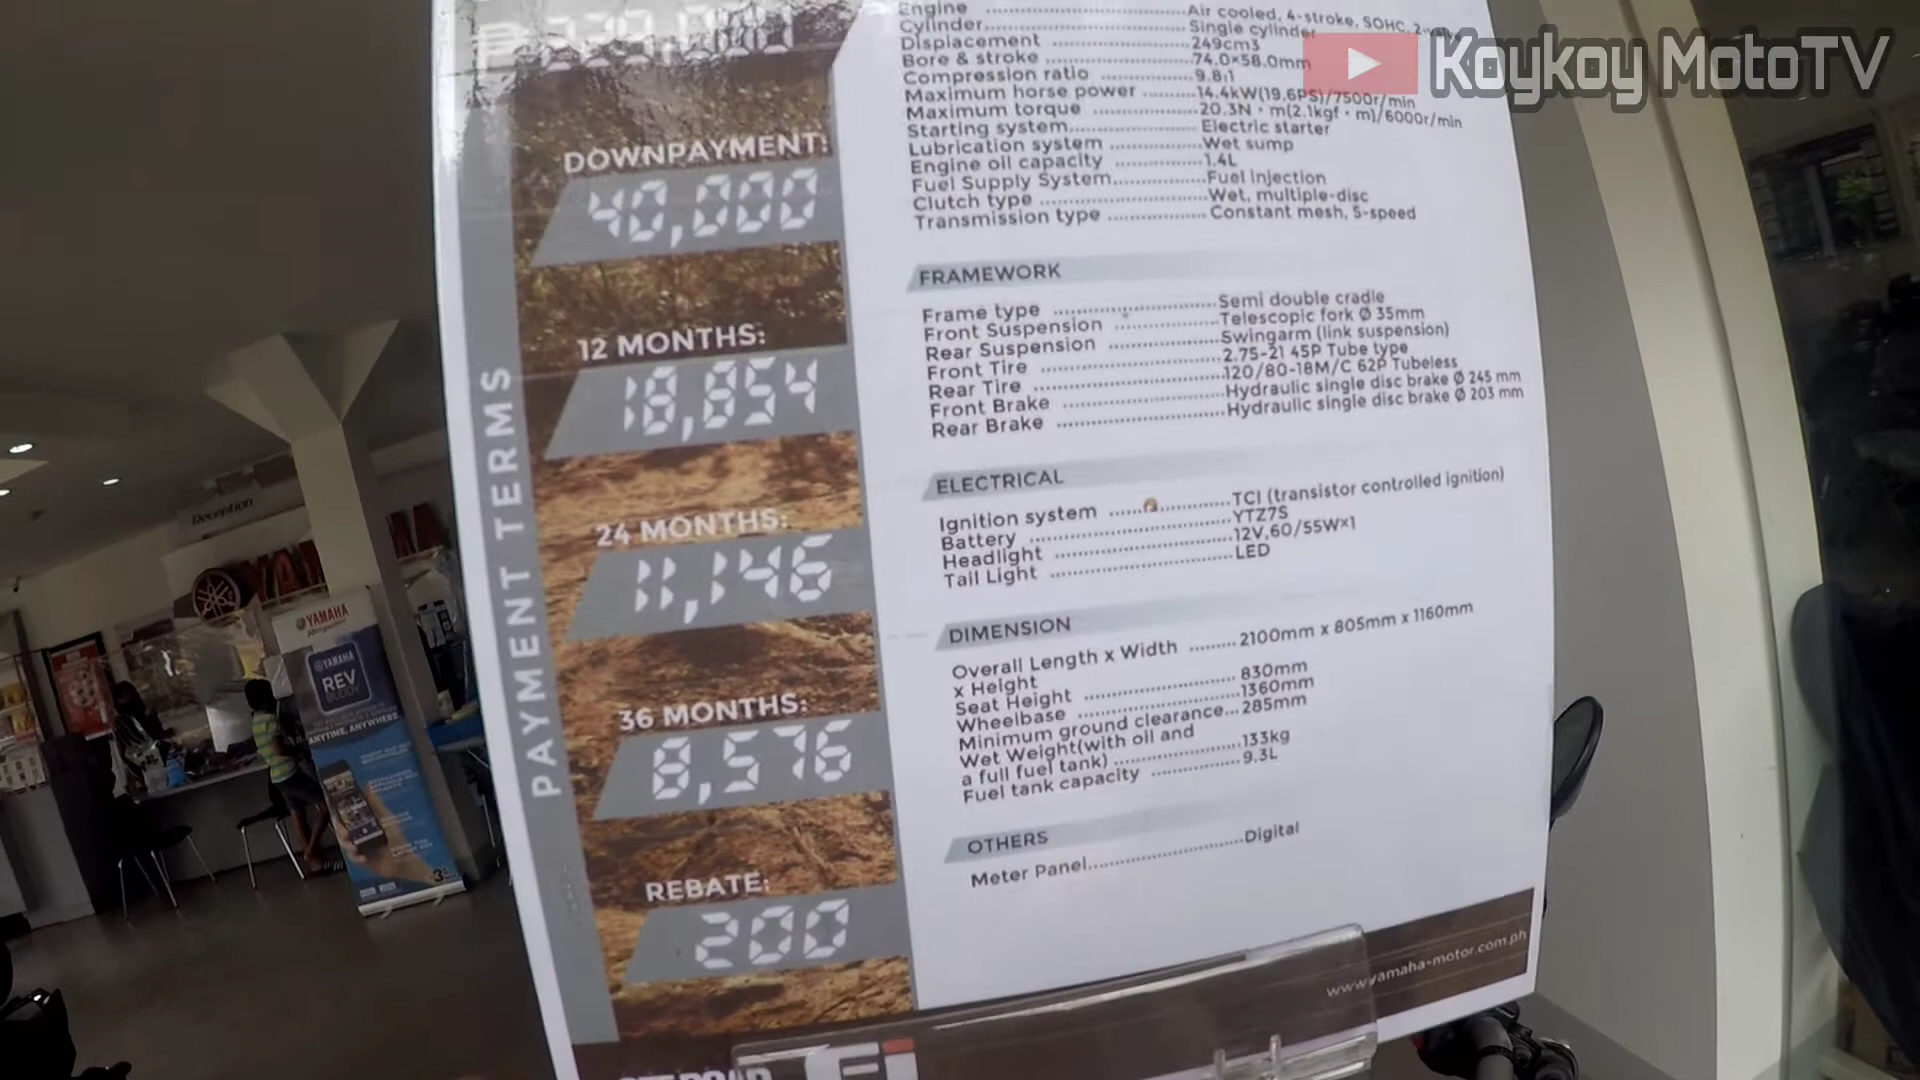 Koykoy MotoTV
DOWNPAYMENT:
40,000
12 MONTHS:
18,854
24 MONTHS:
11,146
36 MONTHS:
8,576
REBATE:
200
PAYMENT TERMS
Engine ................Air cooled, 4-stroke, SOHC, 2-valve
Cylinder................Single cylinder
Displacement ................249cm3
Bore & stroke ................74.0×58.0mm
Compression ratio ................9.8:1
Maximum horse power ................14.4kW(19.6PS)/7500r/min
Maximum torque ................20.3N・m(2.1kgf・m)/6000r/min
Starting system................Electric starter
Lubrication system ................Wet sump
Engine oil capacity ................1.4L
Fuel Supply System................Fuel Injection
Clutch type ................Wet, multiple-disc
Transmission type ................Constant mesh, 5-speed
FRAMEWORK
Frame type ................Semi double cradle
Front Suspension ................Telescopic fork Ø 35mm
Rear Suspension ................Swingarm (link suspension)
Front Tire ................2.75-21 45P Tube type
Rear Tire ................120/80-18M/C 62P Tubeless
Front Brake ................Hydraulic single disc brake Ø 245 mm
Rear Brake ................Hydraulic single disc brake Ø 203 mm
ELECTRICAL
Ignition system ................TCI (transistor controlled ignition)
Battery ................YTZ7S
Headlight ................12V,60/55W×1
Tail Light ................LED
DIMENSION
Overall Length x Width .........2100mm x 805mm x 1160mm
x Height
Seat Height ................830mm
Wheelbase ................1360mm
Minimum ground clearance...285mm
Wet Weight(with oil and
a full fuel tank) ................133kg
Fuel tank capacity ................9.3L
OTHERS
Meter Panel................Digital
www.yamaha-motor.com.ph
Fi
Reception
YAMAHA
YAMAHA
REV
BUDDY
ANYTIME, ANYWHERE.